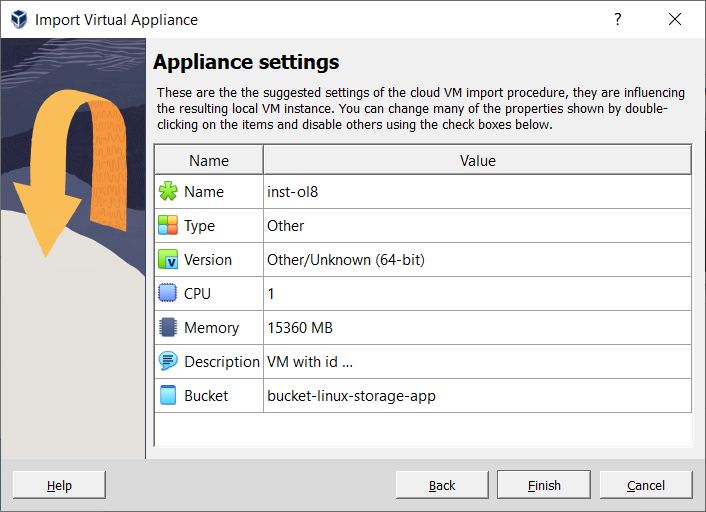 Import Virtual Appliance
Appliance settings
These are the the suggested settings of the cloud VM import procedure, they are influencing
the resulting local VM instance. You can change many of the properties shown by double-
clicking on the items and disable others using the check boxes below.
Name Value
Name inst-ol8
Type Other
Version Other/Unknown (64-bit)
CPU 1
Memory 15360 MB
Description VM with id ...
Bucket bucket-linux-storage-app
Help Back Finish Cancel